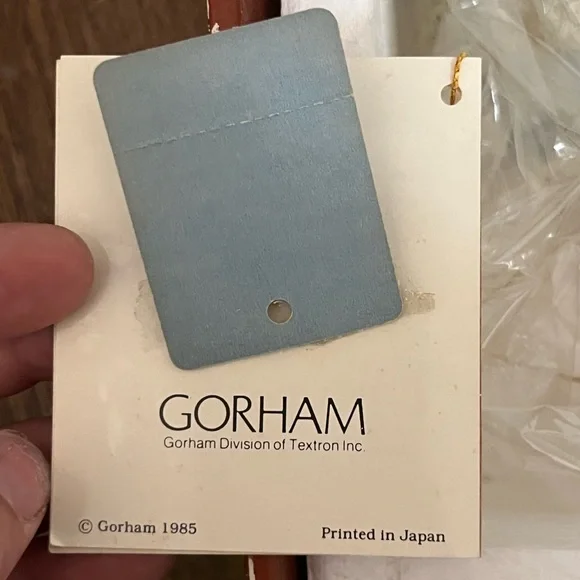 GORHAM
Gorham Division of Textron Inc.
© Gorham 1985
Printed in Japan